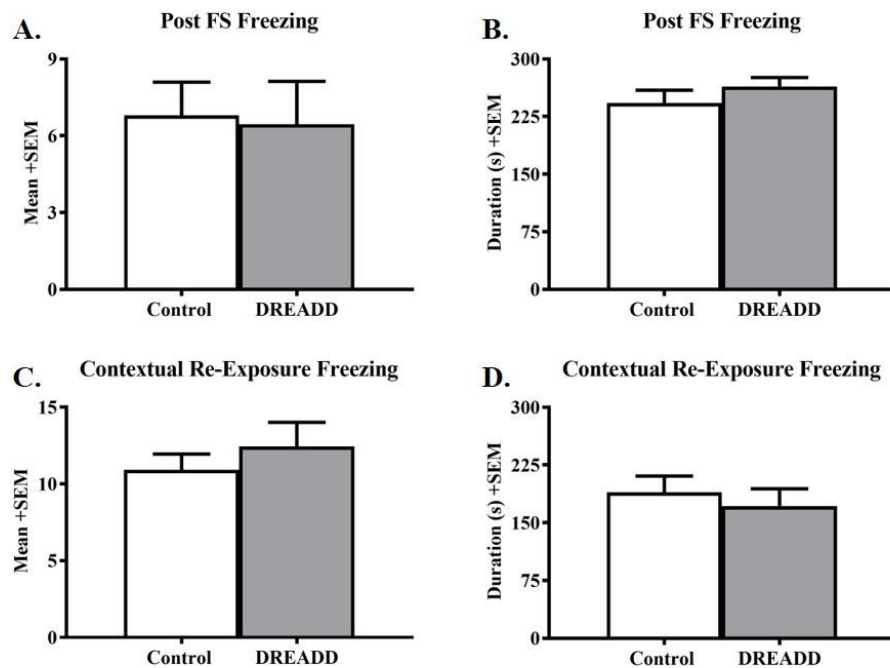 A.
Post FS Freezing
Mean +SEM
9
6
3
0
Control
DREADD
B.
Post FS Freezing
Duration (s) +SEM
300
225
150
75
0
Control
DREADD
C.
Contextual Re-Exposure Freezing
Mean +SEM
15
10
5
0
Control
DREADD
D.
Contextual Re-Exposure Freezing
Duration (s) +SEM
300
225
150
75
0
Control
DREADD